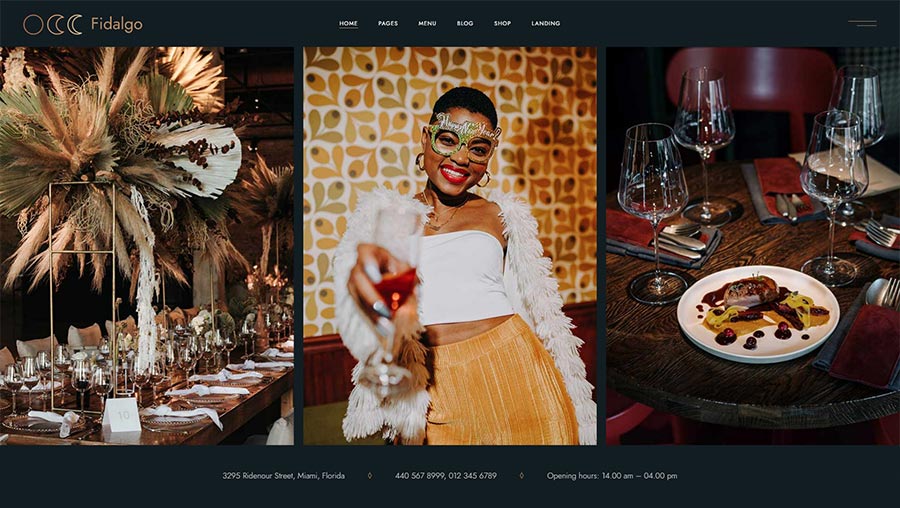 Fidalgo
HOME PAGES MENU BLOG SHOP LANDING
10
3295 Ridenour Street, Miami, Florida
440 567 8999, 012 345 6789
Opening hours: 14.00 am – 04.00 pm